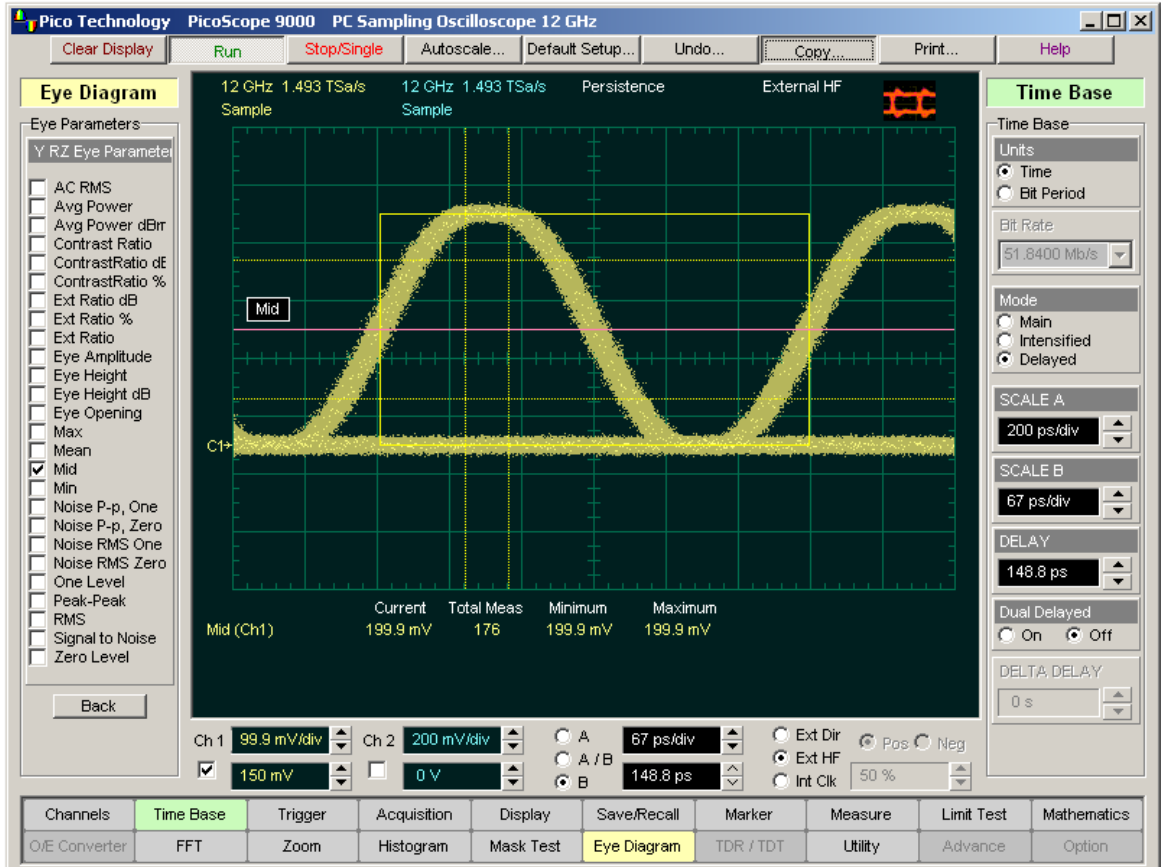 Pico Technology PicoScope 9000 PC Sampling Oscilloscope 12 GHz
Clear Display Run Stop/Single Autoscale... Default Setup... Undo... Copy... Print... Help
Eye Diagram
Eye Parameters
Y RZ Eye Parameter
AC RMS
Avg Power
Avg Power dBm
Contrast Ratio
ContrastRatio dB
ContrastRatio %
Ext Ratio dB
Ext Ratio %
Ext Ratio
Eye Amplitude
Eye Height
Eye Height dB
Eye Opening
Max
Mean
Mid
Min
Noise P-p, One
Noise P-p, Zero
Noise RMS One
Noise RMS Zero
One Level
Peak-Peak
RMS
Signal to Noise
Zero Level
Back
12 GHz 1.493 TSa/s 12 GHz 1.493 TSa/s Persistence External HF
Sample Sample
Mid
C1
Current Total Meas Minimum Maximum
Mid (Ch1) 199.9 mV 176 199.9 mV 199.9 mV
Time Base
Time Base
Units
Time
Bit Period
Bit Rate
51.8400 Mb/s
Mode
Main
Intensified
Delayed
SCALE A
200 ps/div
SCALE B
67 ps/div
DELAY
148.8 ps
Dual Delayed
On Off
DELTA DELAY
0 s
Ch 1 99.9 mV/div Ch 2 200 mV/div A 67 ps/div Ext Dir Pos Neg
A / B Ext HF
150 mV 0 V B 148.8 ps Int Clk 50 %
Channels Time Base Trigger Acquisition Display Save/Recall Marker Measure Limit Test Mathematics
O/E Converter FFT Zoom Histogram Mask Test Eye Diagram TDR / TDT Utility Advance Option